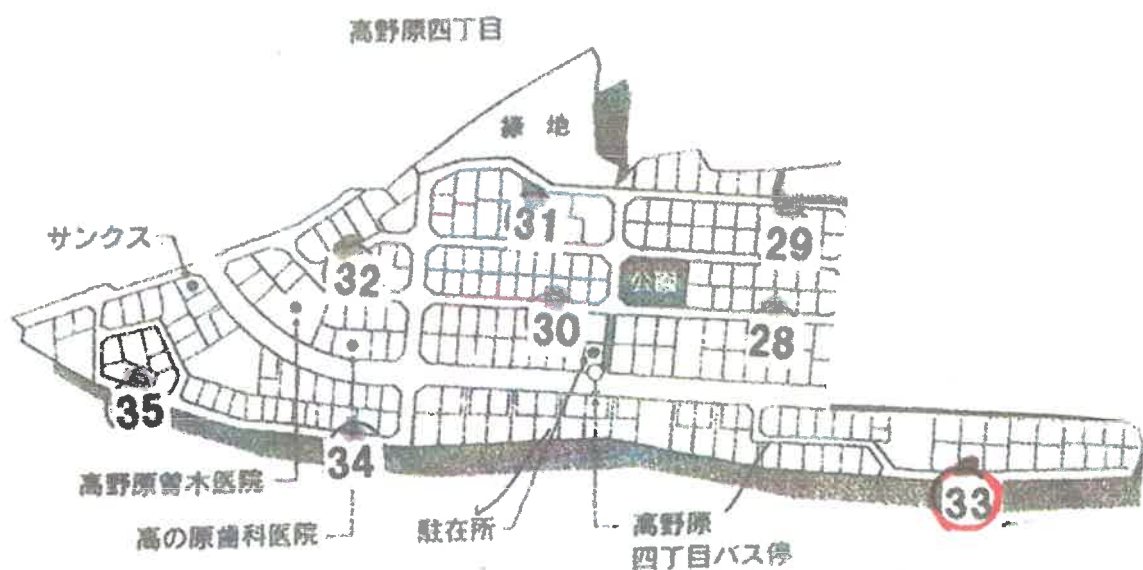 高野原四丁目
緑地
サンクス
31
29
32
公園
30
28
35
34
33
高野原曽木医院
高の原歯科医院
駐在所
高野原
四丁目バス停